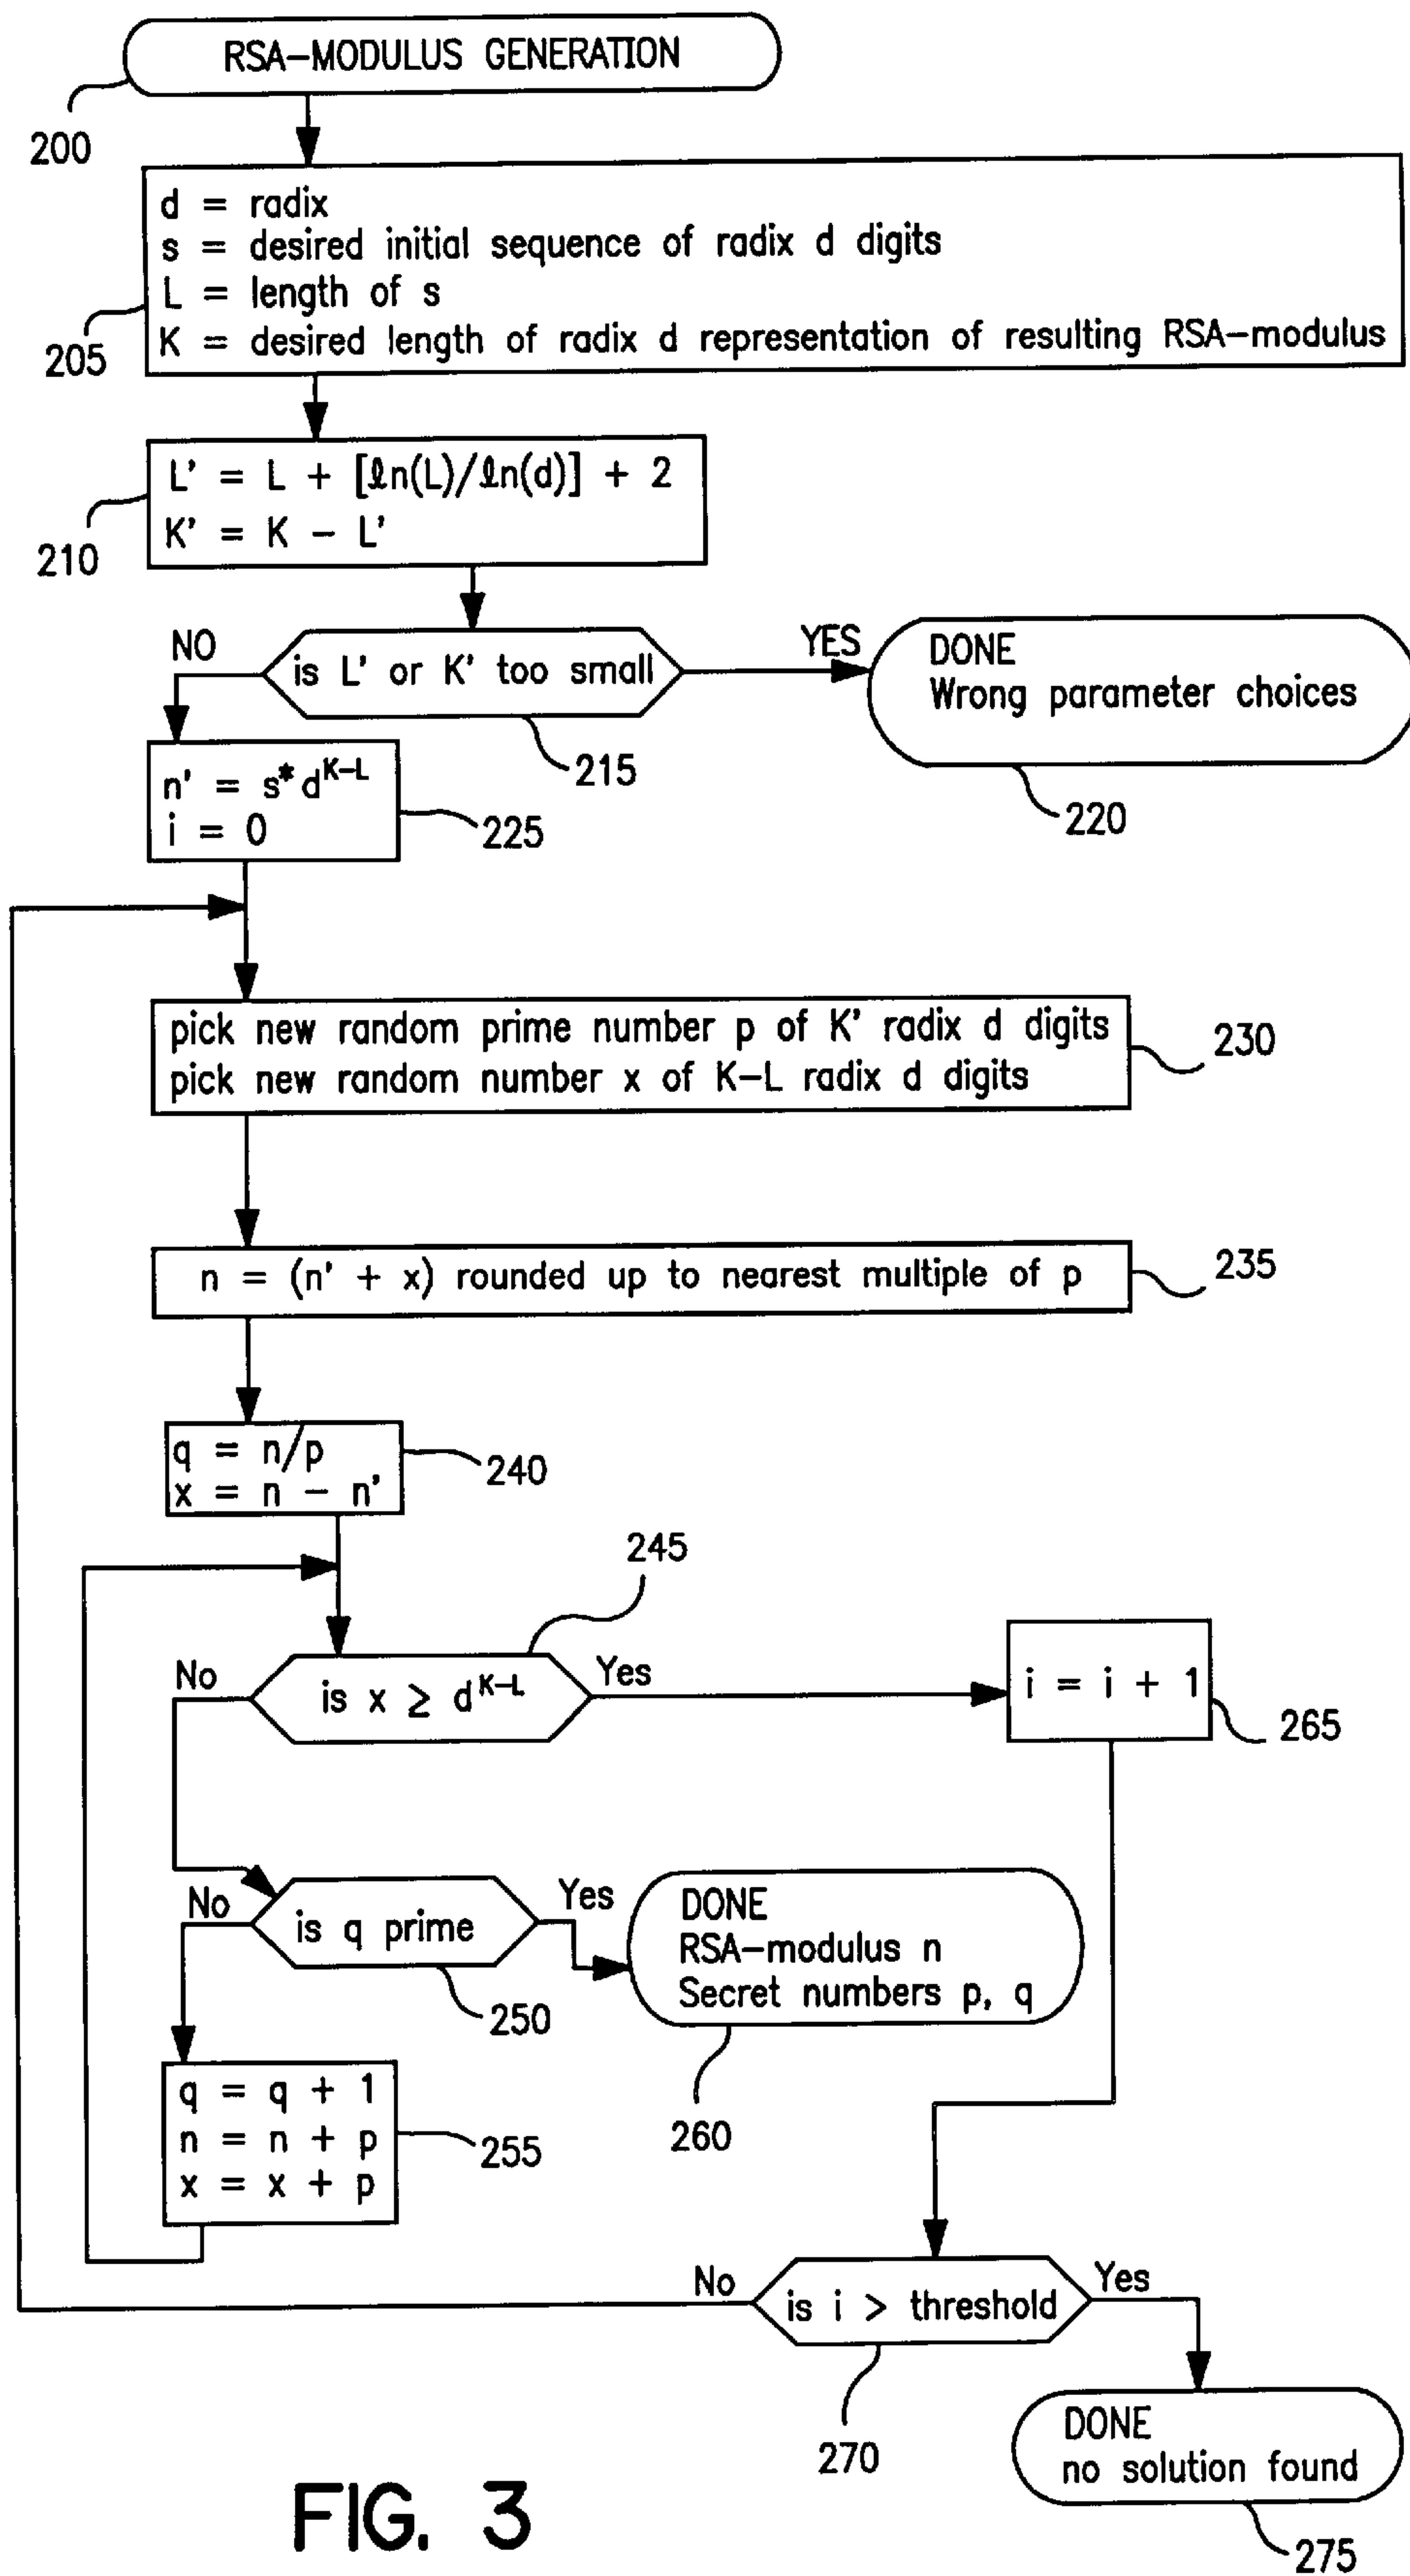 RSA-MODULUS GENERATION
200
d = radix
s = desired initial sequence of radix d digits
L = length of s
K = desired length of radix d representation of resulting RSA-modulus
205
L' = L + [ℓn(L)/ℓn(d)] + 2
K' = K - L'
210
NO
is L' or K' too small
YES
215
DONE
Wrong parameter choices
220
n' = s* d^K-L
i = 0
225
pick new random prime number p of K' radix d digits
pick new random number x of K-L radix d digits
230
n = (n' + x) rounded up to nearest multiple of p
235
q = n/p
x = n - n'
240
245
No
is x ≥ d^K-L
Yes
i = i + 1
265
No
is q prime
Yes
250
DONE
RSA-modulus n
Secret numbers p, q
260
q = q + 1
n = n + p
x = x + p
255
No
is i > threshold
Yes
270
DONE
no solution found
275
FIG. 3